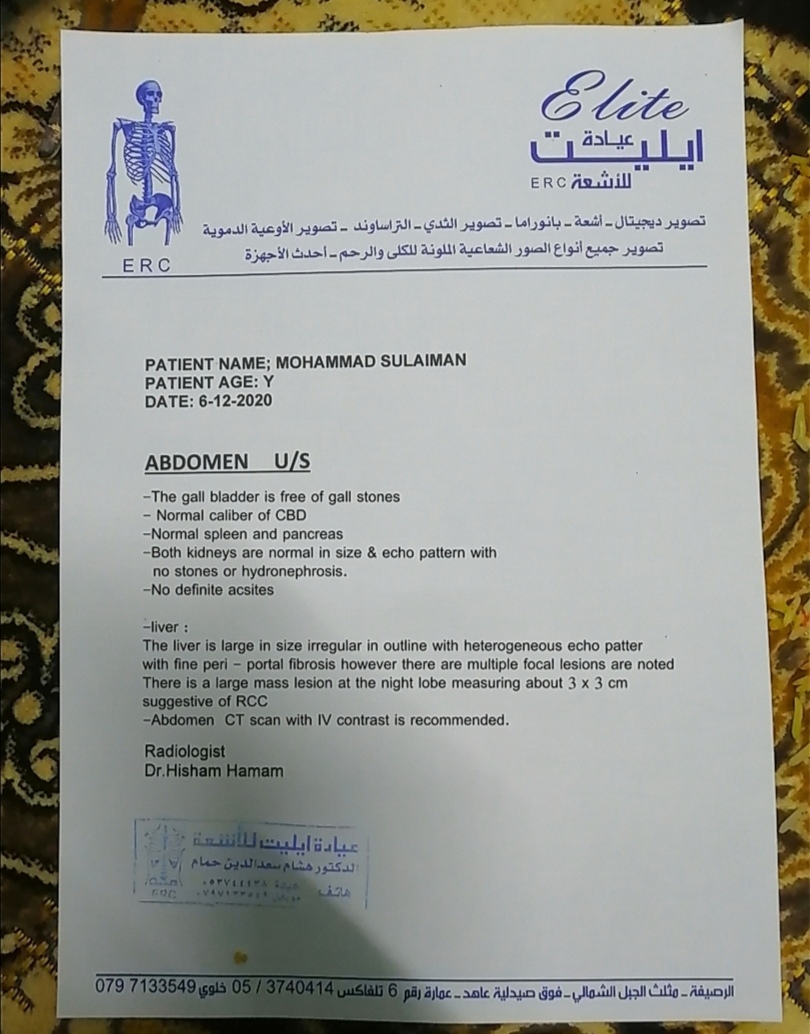 Elite
عيادة
ايليت
للأشعة ERC
ERC
تصوير ديجيتال - أشعة - بانوراما - تصوير الثدي - التراساوند - تصوير الأوعية الدموية
تصوير جميع أنواع الصور الشعاعية الملونة للكلى والرحم - أحدث الأجهزة
PATIENT NAME; MOHAMMAD SULAIMAN
PATIENT AGE: Y
DATE: 6-12-2020
ABDOMEN U/S
-The gall bladder is free of gall stones
- Normal caliber of CBD
-Normal spleen and pancreas
-Both kidneys are normal in size & echo pattern with
no stones or hydronephrosis.
-No definite acsites
-liver :
The liver is large in size irregular in outline with heterogeneous echo patter
with fine peri - portal fibrosis however there are multiple focal lesions are noted
There is a large mass lesion at the night lobe measuring about 3 x 3 cm
suggestive of RCC
-Abdomen CT scan with IV contrast is recommended.
Radiologist
Dr.Hisham Hamam
عيادة ايليت للأشعة
الدكتور هشام سعدالدين حمام
هاتف
ERC
الرصيفة - مثلث الجبل الشمالي - فوق صيدلية عاهد - عمارة رقم 6 تلفاكس 3740414 / 05 خلوي 7133549 079